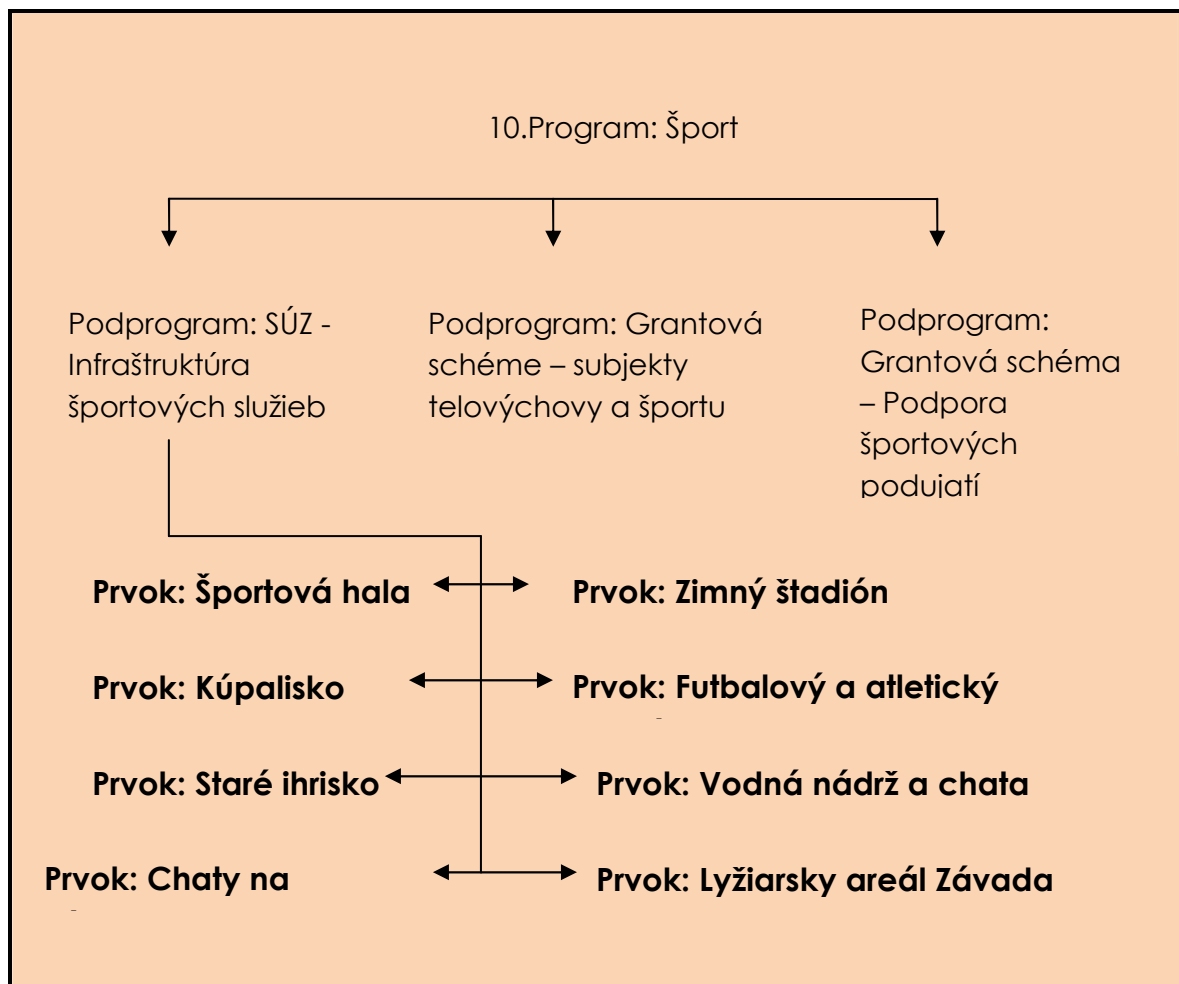 10.Program: Šport
Podprogram: SÚZ -
Infraštruktúra
športových služieb
Podprogram: Grantová
schéme – subjekty
telovýchovy a športu
Podprogram:
Grantová schéma
– Podpora
športových
podujatí
Prvok: Športová hala
Prvok: Zimný štadión
Prvok: Kúpalisko
Prvok: Futbalový a atletický
Prvok: Staré ihrisko
Prvok: Vodná nádrž a chata
Prvok: Chaty na
Prvok: Lyžiarsky areál Závada